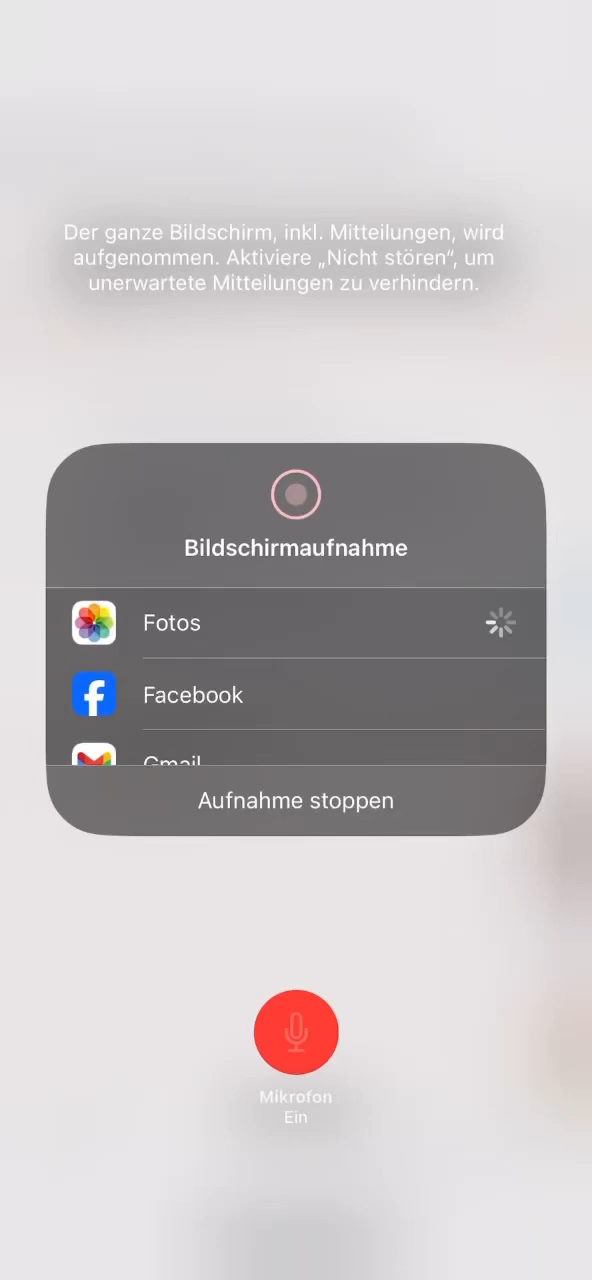 Der ganze Bildschirm, inkl. Mitteilungen, wird
aufgenommen. Aktiviere „Nicht stören“, um
unerwartete Mitteilungen zu verhindern.
Bildschirmaufnahme
Fotos
Facebook
Gmail
Aufnahme stoppen
Mikrofon
Ein